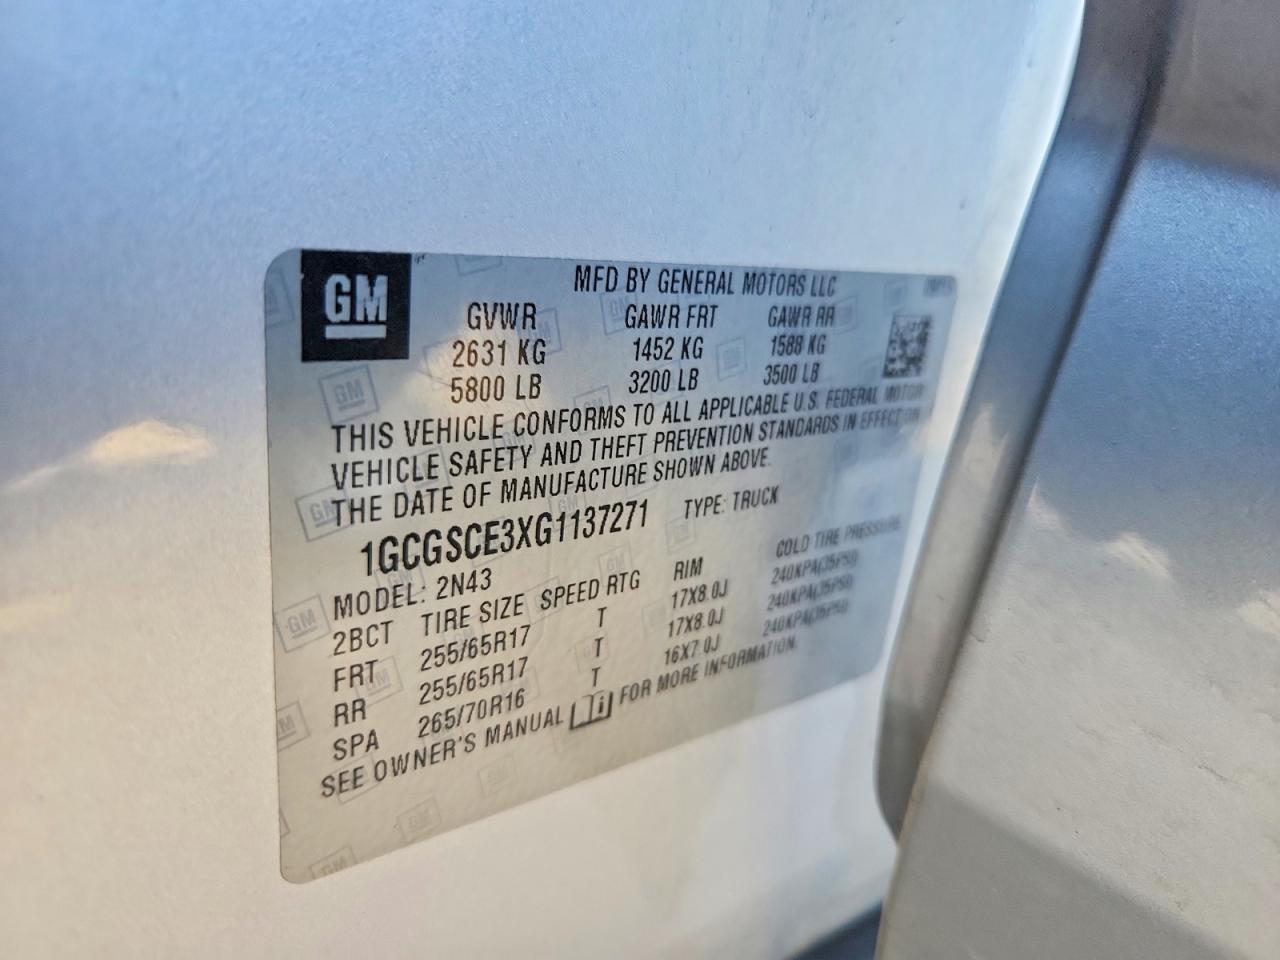 GM
MFD BY GENERAL MOTORS LLC
GVWR GAWR FRT GAWR RR
2631 KG 1452 KG 1588 KG
5800 LB 3200 LB 3500 LB
THIS VEHICLE CONFORMS TO ALL APPLICABLE U.S. FEDERAL MOTOR
VEHICLE SAFETY AND THEFT PREVENTION STANDARDS IN EFFECT ON
THE DATE OF MANUFACTURE SHOWN ABOVE.
1GCGSCE3XG1137271 TYPE: TRUCK
MODEL: 2N43
2BCT TIRE SIZE SPEED RTG RIM COLD TIRE PRESSURE
FRT 255/65R17 T 17X8.0J 240KPA(35PSI)
RR 255/65R17 T 17X8.0J 240KPA(35PSI)
SPA 265/70R16 T 16X7.0J 240KPA(35PSI)
SEE OWNER'S MANUAL FOR MORE INFORMATION.